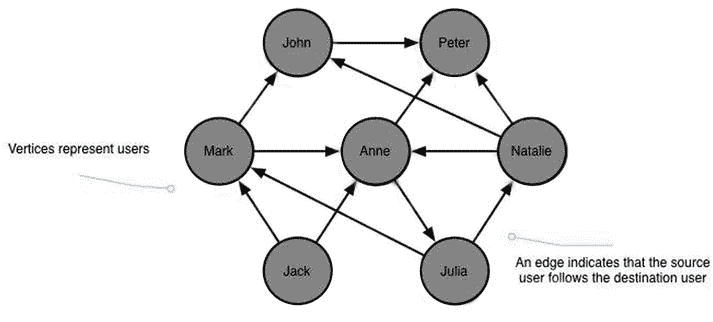 John
Peter
Vertices represent users
Mark
Anne
Natalie
Jack
Julia
An edge indicates that the source
user follows the destination user